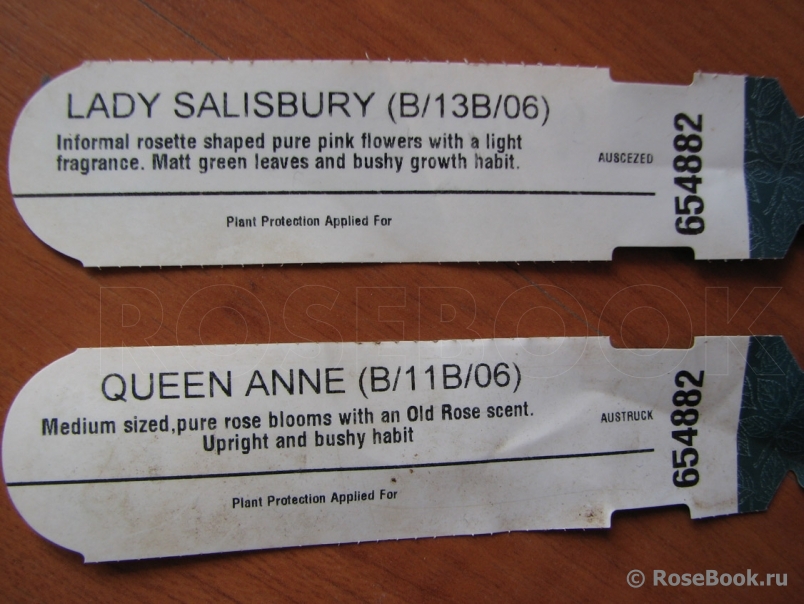 LADY SALISBURY (B/13B/06)
Informal rosette shaped pure pink flowers with a light
fragrance. Matt green leaves and bushy growth habit.
AUSCEZED
654882
Plant Protection Applied For
ROSEBOOK
QUEEN ANNE (B/11B/06)
Medium sized,pure rose blooms with an Old Rose scent.
Upright and bushy habit
AUSTRUCK
654882
Plant Protection Applied For
© RoseBook.ru